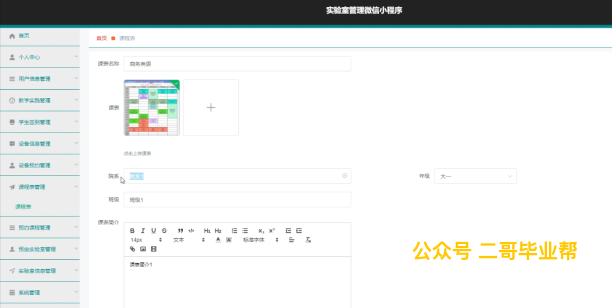 实验室管理微信小程序
首页
个人中心
用户信息管理
教学实践管理
学生签到管理
设备信息管理
设备预约管理
课程表管理
课程表
预约课程管理
预约实验室管理
实验室信息管理
系统管理
首页 课程表
课表名称 商务英语
课表
点击上传课表
院系
年级 大一
班级 班级1
课表简介
B I U S H1 H2
14px 文本 标准字体
课表简介1
公众号 二哥毕业帮